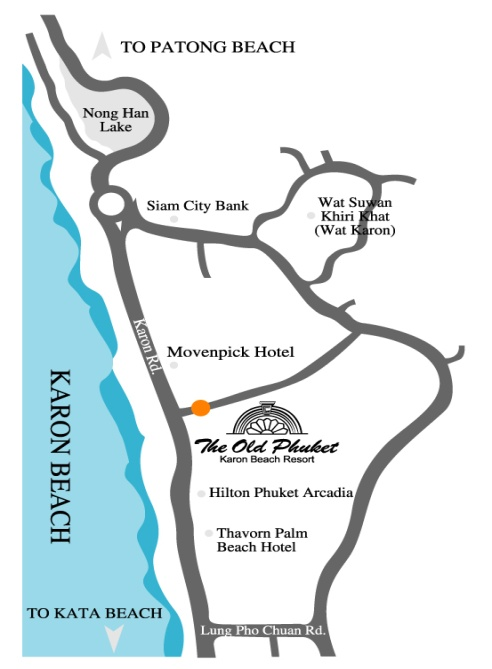 TO PATONG BEACH
Nong Han
Lake
Siam City Bank
Wat Suwan
Khiri Khat
(Wat Karon)
Karon Rd.
Movenpick Hotel
KARON BEACH
The Old Phuket
Karon Beach Resort
Hilton Phuket Arcadia
Thavorn Palm
Beach Hotel
TO KATA BEACH
Lung Pho Chuan Rd.